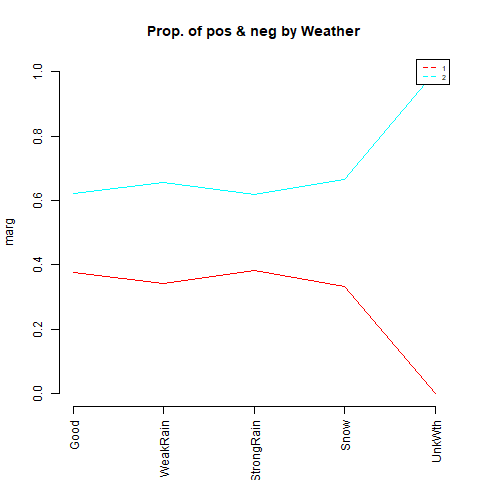 Prop. of pos & neg by Weather
1
2
marg
1.0
0.8
0.6
0.4
0.2
0.0
Good
WeakRain
StrongRain
Snow
UnkWth